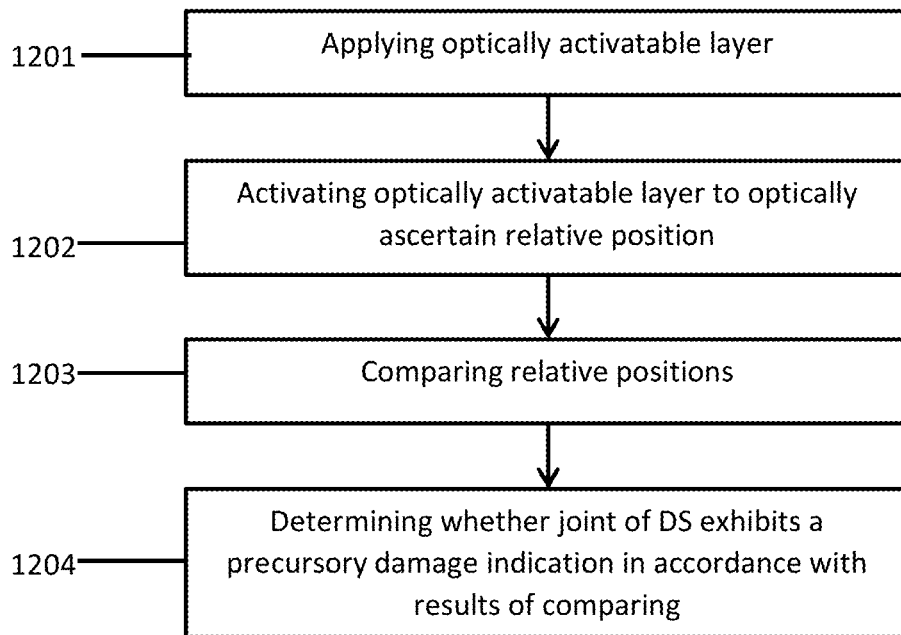 1201
Applying optically activatable layer
1202
Activating optically activatable layer to optically
ascertain relative position
1203
Comparing relative positions
1204
Determining whether joint of DS exhibits a
precursory damage indication in accordance with
results of comparing